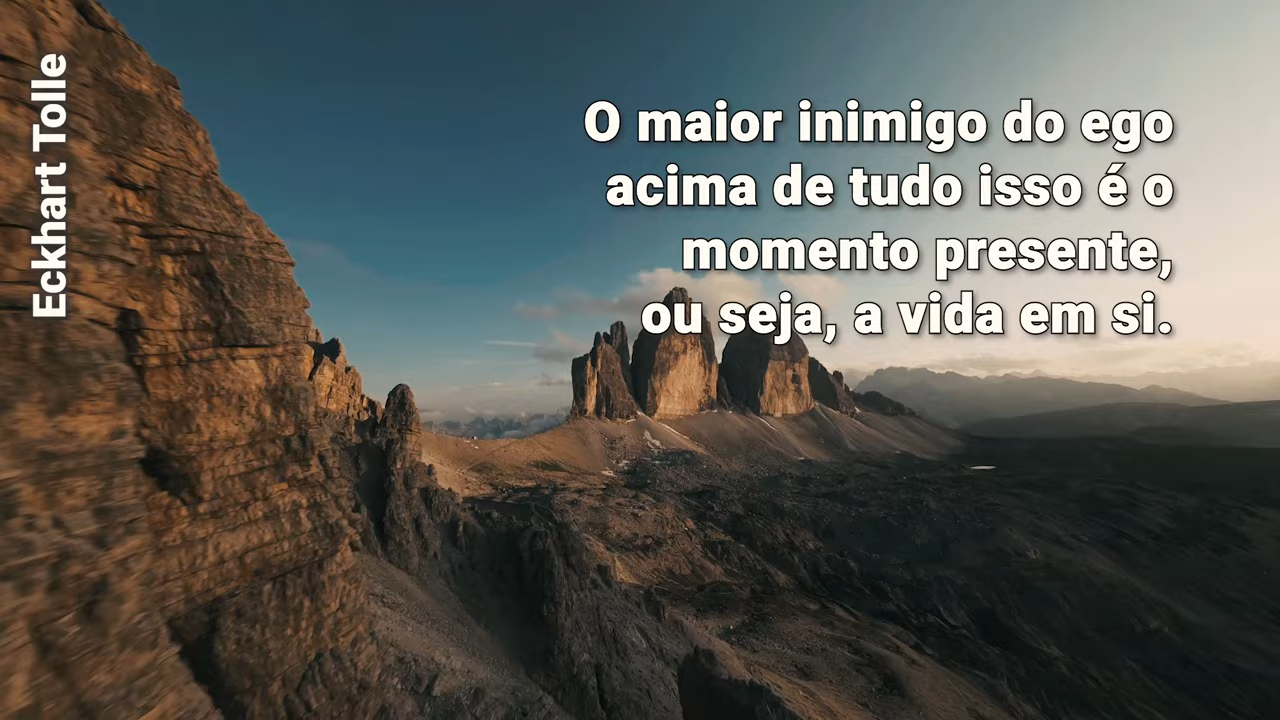 Eckhart Tolle
O maior inimigo do ego
acima de tudo isso é o
momento presente,
ou seja, a vida em si.